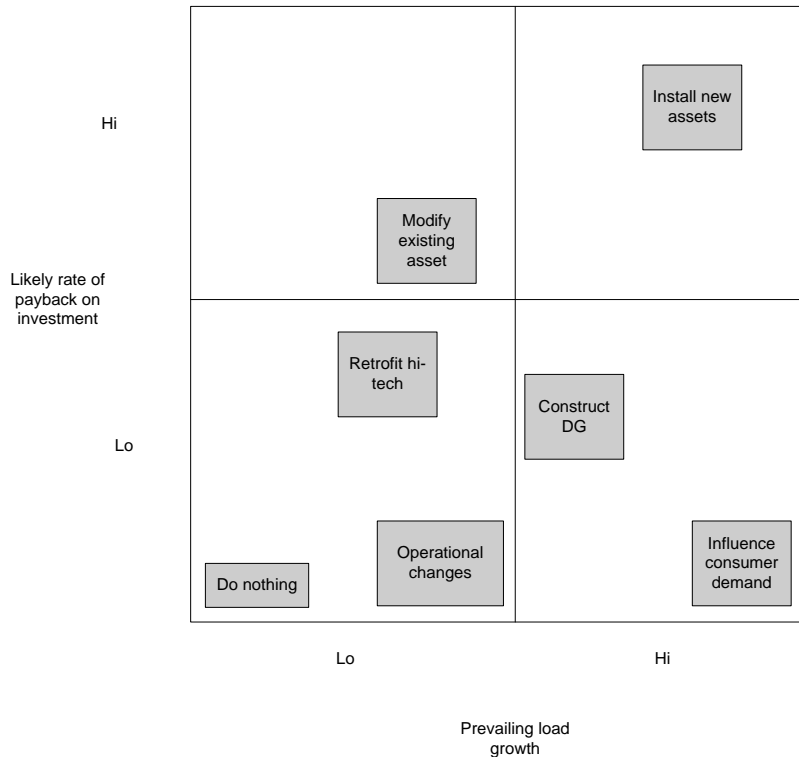 Hi
Install new
assets
Modify
existing
asset
Likely rate of
payback on
investment
Retrofit hi-
tech
Construct
DG
Lo
Do nothing
Operational
changes
Influence
consumer
demand
Lo
Hi
Prevailing load
growth